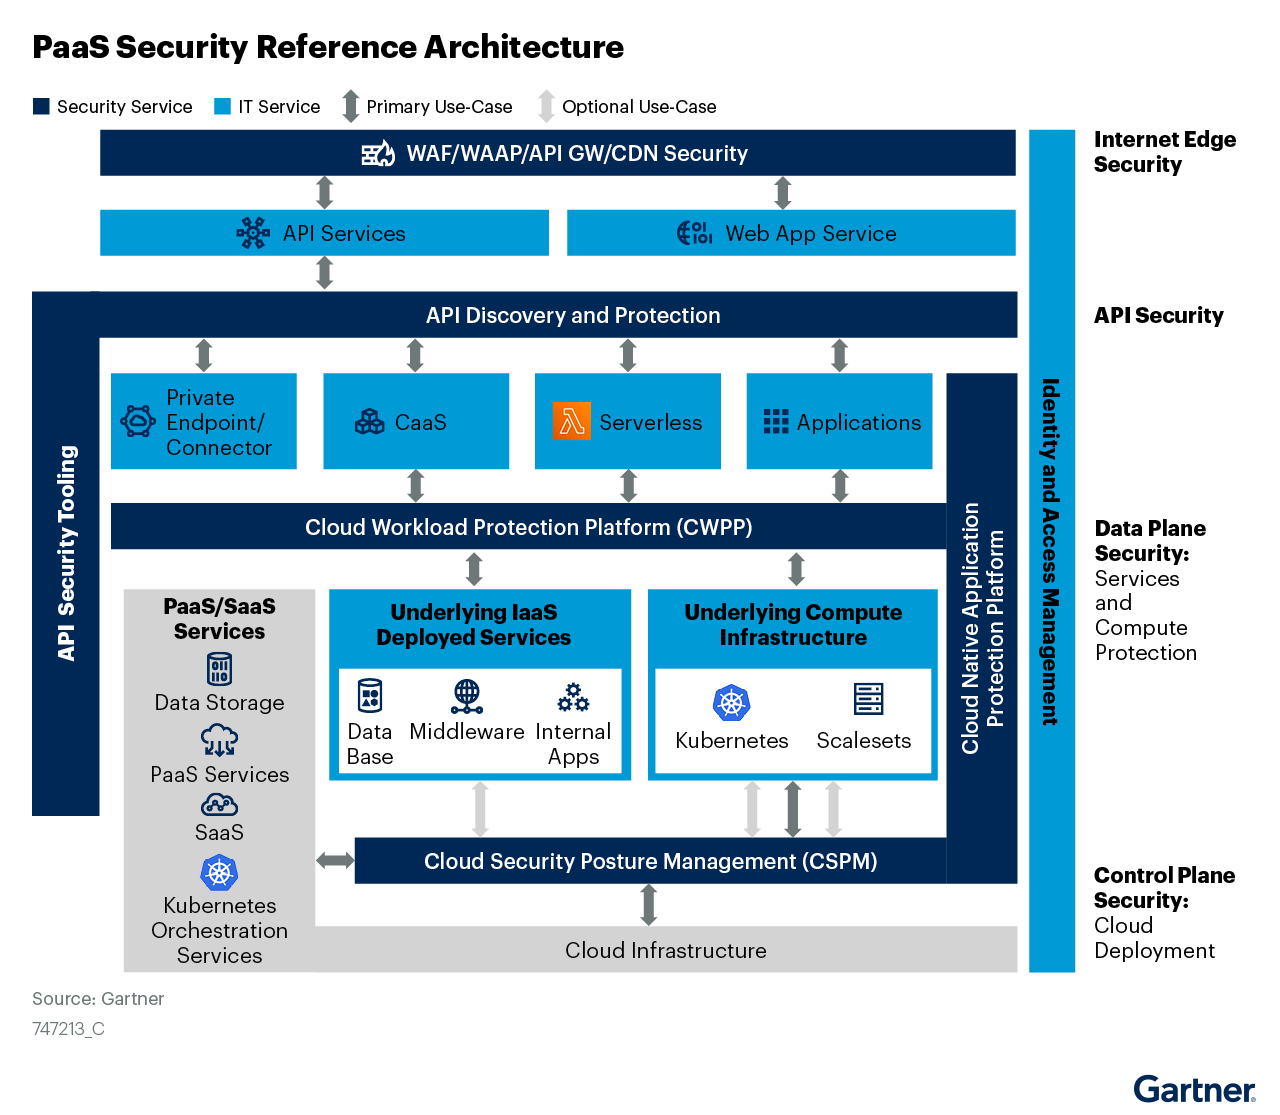 PaaS Security Reference Architecture
Security Service
IT Service
Primary Use-Case
Optional Use-Case
WAF/WAAP/API GW/CDN Security
Internet Edge
Security
API Services
Web App Service
API Discovery and Protection
API Security
Private
Endpoint/
Connector
CaaS
Serverless
Applications
API Security Tooling
Cloud Workload Protection Platform (CWPP)
Cloud Native Application
Protection Platform
Identity and Access Management
Data Plane
Security:
Services
and
Compute
Protection
PaaS/SaaS
Services
Data Storage
PaaS Services
SaaS
Kubernetes
Orchestration
Services
Underlying IaaS
Deployed Services
Data
Base
Middleware
Internal
Apps
Underlying Compute
Infrastructure
Kubernetes
Scalesets
Cloud Security Posture Management (CSPM)
Control Plane
Security:
Cloud
Deployment
Cloud Infrastructure
Source: Gartner
747213_C
Gartner®